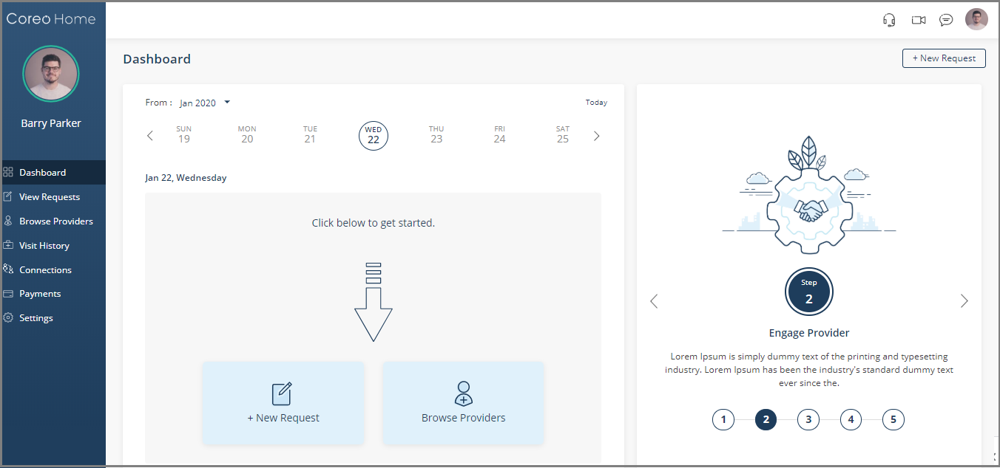 Coreo Home
Barry Parker
Dashboard
View Requests
Browse Providers
Visit History
Connections
Payments
Settings
Dashboard
+ New Request
From : Jan 2020
Today
SUN MON TUE WED THU FRI SAT
19 20 21 22 23 24 25
Jan 22, Wednesday
Click below to get started.
+ New Request
Browse Providers
Step
2
Engage Provider
Lorem Ipsum is simply dummy text of the printing and typesetting
industry. Lorem Ipsum has been the industry's standard dummy text
ever since the.
1 2 3 4 5